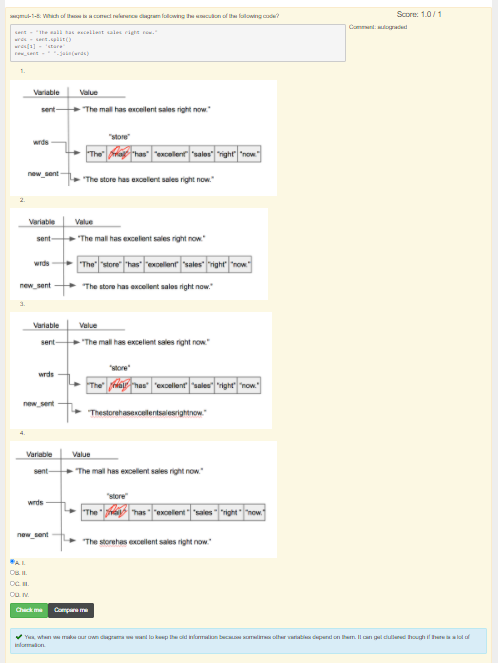 seqmut-1-6: Which of these is a correct reference diagram following the execution of the following code?
Score: 1.0 / 1
Comment: autograded
sent = "The mall has excellent sales right now."
wrds = sent.split()
wrds[1] = 'store'
new_sent = " ".join(wrds)
1.
Variable Value
sent "The mall has excellent sales right now."
"store"
wrds "The" "mall" "has" "excellent" "sales" "right" "now."
new_sent "The store has excellent sales right now."
2.
Variable Value
sent "The mall has excellent sales right now."
wrds "The" "store" "has" "excellent" "sales" "right" "now."
new_sent "The store has excellent sales right now."
3.
Variable Value
sent "The mall has excellent sales right now."
"store"
wrds "The" "mall" "has" "excellent" "sales" "right" "now."
new_sent "Thestorehasexcellentsalesrightnow."
4.
Variable Value
sent "The mall has excellent sales right now."
"store"
wrds "The " "mall" "has " "excellent " "sales " "right " "now."
new_sent "The storehas excellent sales right now."
A. I.
B. II.
C. III.
D. IV.
Check me Compare me
✔ Yes, when we make our own diagrams we want to keep the old information because sometimes other variables depend on them. It can get cluttered though if there is a lot of
information.